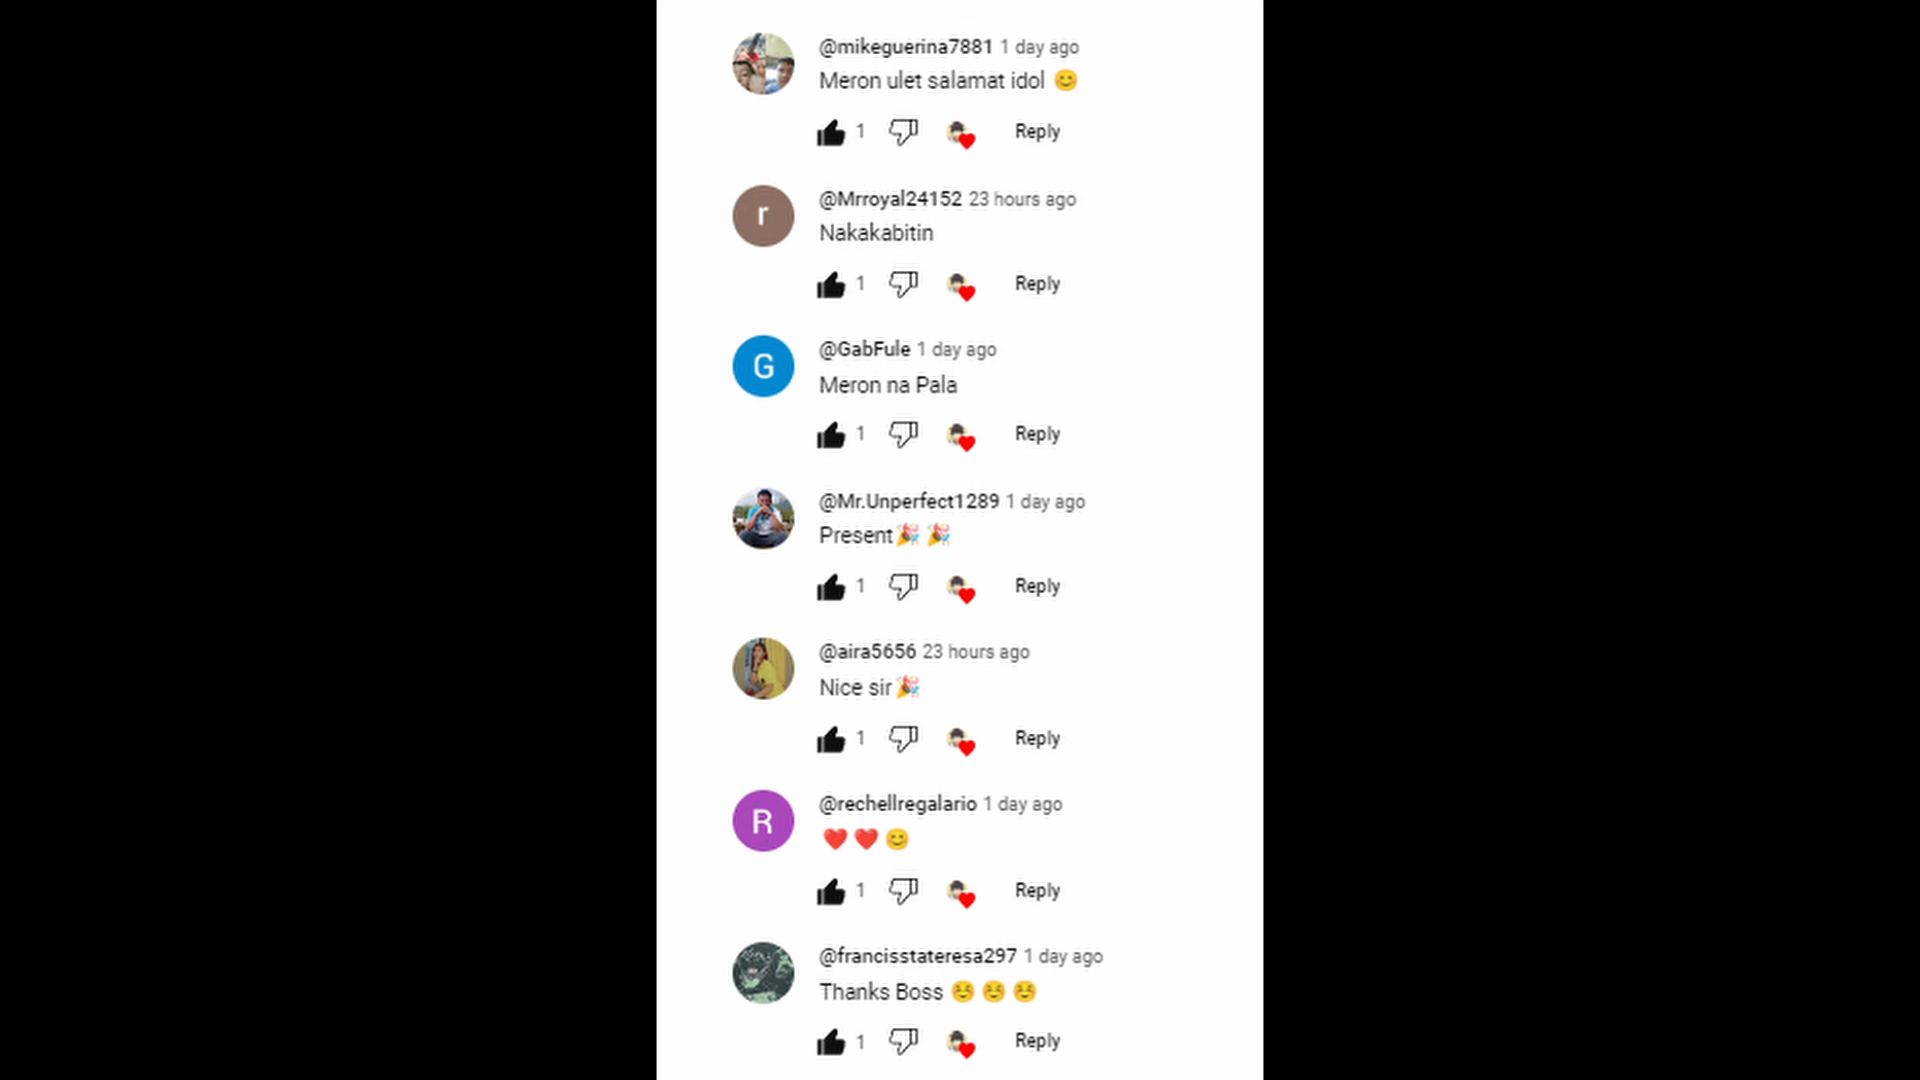 @mikeguerina7881 1 day ago
Meron ulet salamat idol 😊
1 Reply
r
@Mrroyal24152 23 hours ago
Nakakabitin
1 Reply
G
@GabFule 1 day ago
Meron na Pala
1 Reply
@Mr.Unperfect1289 1 day ago
Present🎉 🎉
1 Reply
@aira5656 23 hours ago
Nice sir🎉
1 Reply
R
@rechellregalario 1 day ago
❤️ ❤️ 😊
1 Reply
@francisstateresa297 1 day ago
Thanks Boss ☺️ ☺️ ☺️
1 Reply